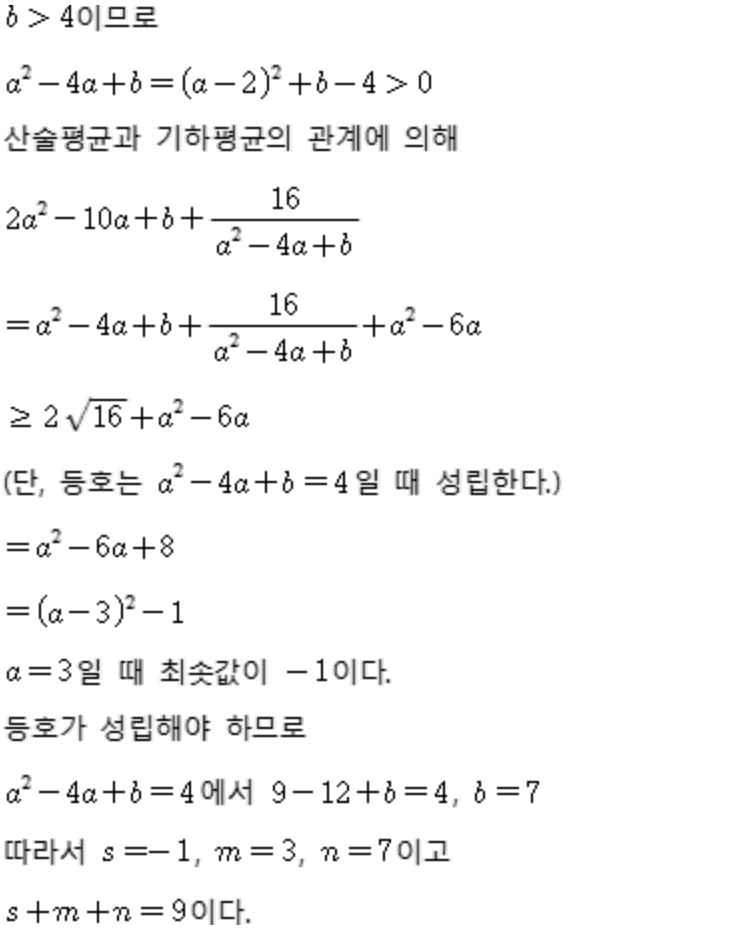 b > 4이므로
a² − 4a + b = (a − 2)² + b − 4 > 0
산술평균과 기하평균의 관계에 의해
2a² − 10a + b + 16/(a² − 4a + b)
= a² − 4a + b + 16/(a² − 4a + b) + a² − 6a
≥ 2√16 + a² − 6a
(단, 등호는 a² − 4a + b = 4일 때 성립한다.)
= a² − 6a + 8
= (a − 3)² − 1
a = 3일 때 최솟값이 −1이다.
등호가 성립해야 하므로
a² − 4a + b = 4에서 9 − 12 + b = 4, b = 7
따라서 s = −1, m = 3, n = 7이고
s + m + n = 9이다.